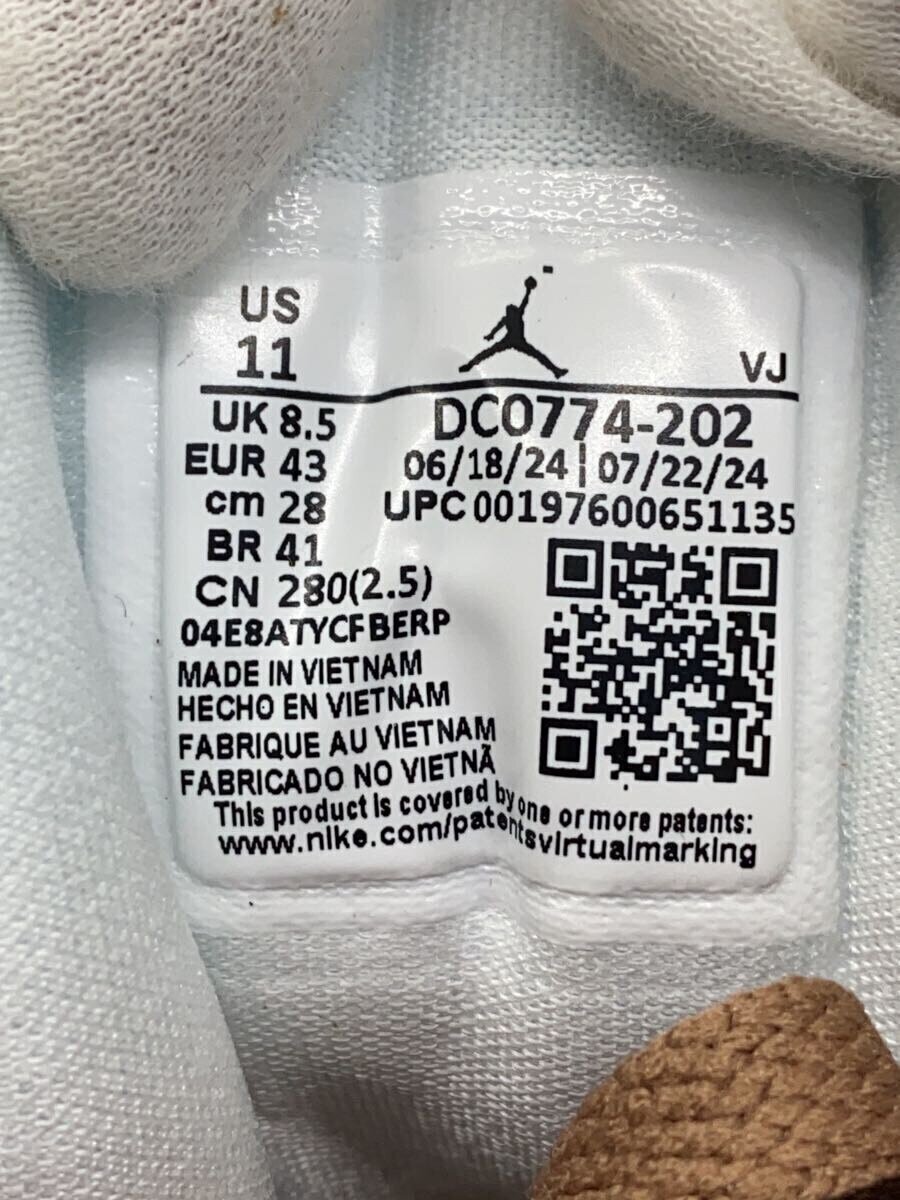 US
11
VJ
UK 8.5
DC0774-202
EUR 43
06/18/24 | 07/22/24
cm 28
UPC 00197600651135
BR 41
CN 280(2.5)
04E8ATYCFBERP
MADE IN VIETNAM
HECHO EN VIETNAM
FABRIQUE AU VIETNAM
FABRICADO NO VIETNÃ
This product is covered by one or more patents:
www.nike.com/patentsvirtualmarking